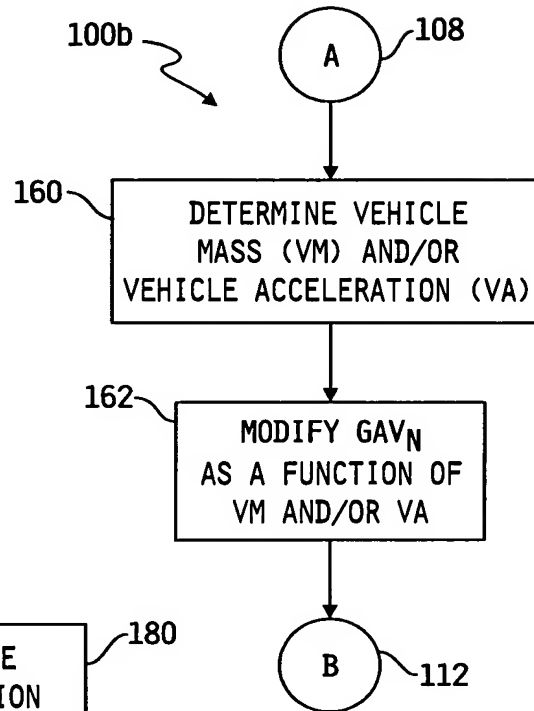 100b
A
108
160
DETERMINE VEHICLE
MASS (VM) AND/OR
VEHICLE ACCELERATION (VA)
162
MODIFY GAVN
AS A FUNCTION OF
VM AND/OR VA
B
112
180